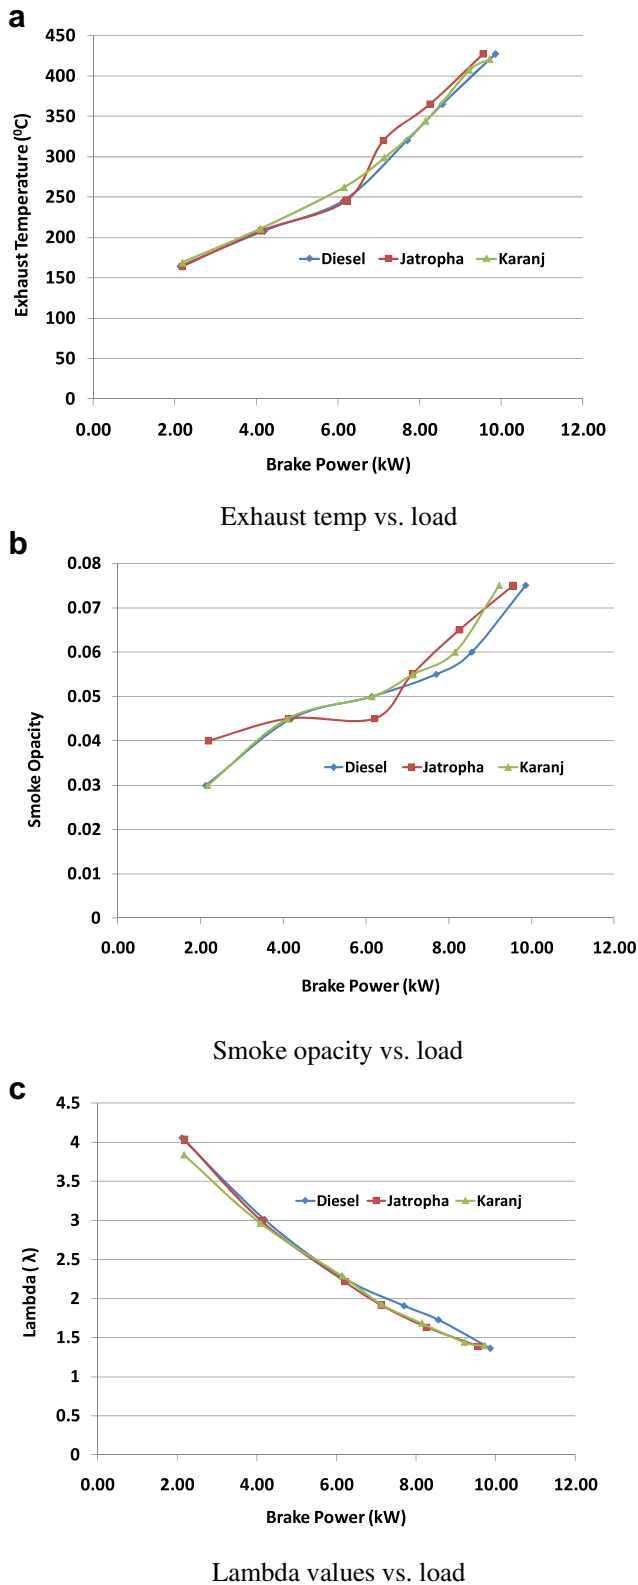 a
450
400
350
300
250
200
150
100
50
0
Exhaust Temperature (⁰C)
Diesel Jatropha Karanj
0.00 2.00 4.00 6.00 8.00 10.00 12.00
Brake Power (kW)
Exhaust temp vs. load
b
0.08
0.07
0.06
0.05
0.04
0.03
0.02
0.01
0
Smoke Opacity
Diesel Jatropha Karanj
0.00 2.00 4.00 6.00 8.00 10.00 12.00
Brake Power (kW)
Smoke opacity vs. load
c
4.5
4
3.5
3
2.5
2
1.5
1
0.5
0
Lambda ( λ)
Diesel Jatropha Karanj
0.00 2.00 4.00 6.00 8.00 10.00 12.00
Brake Power (kW)
Lambda values vs. load